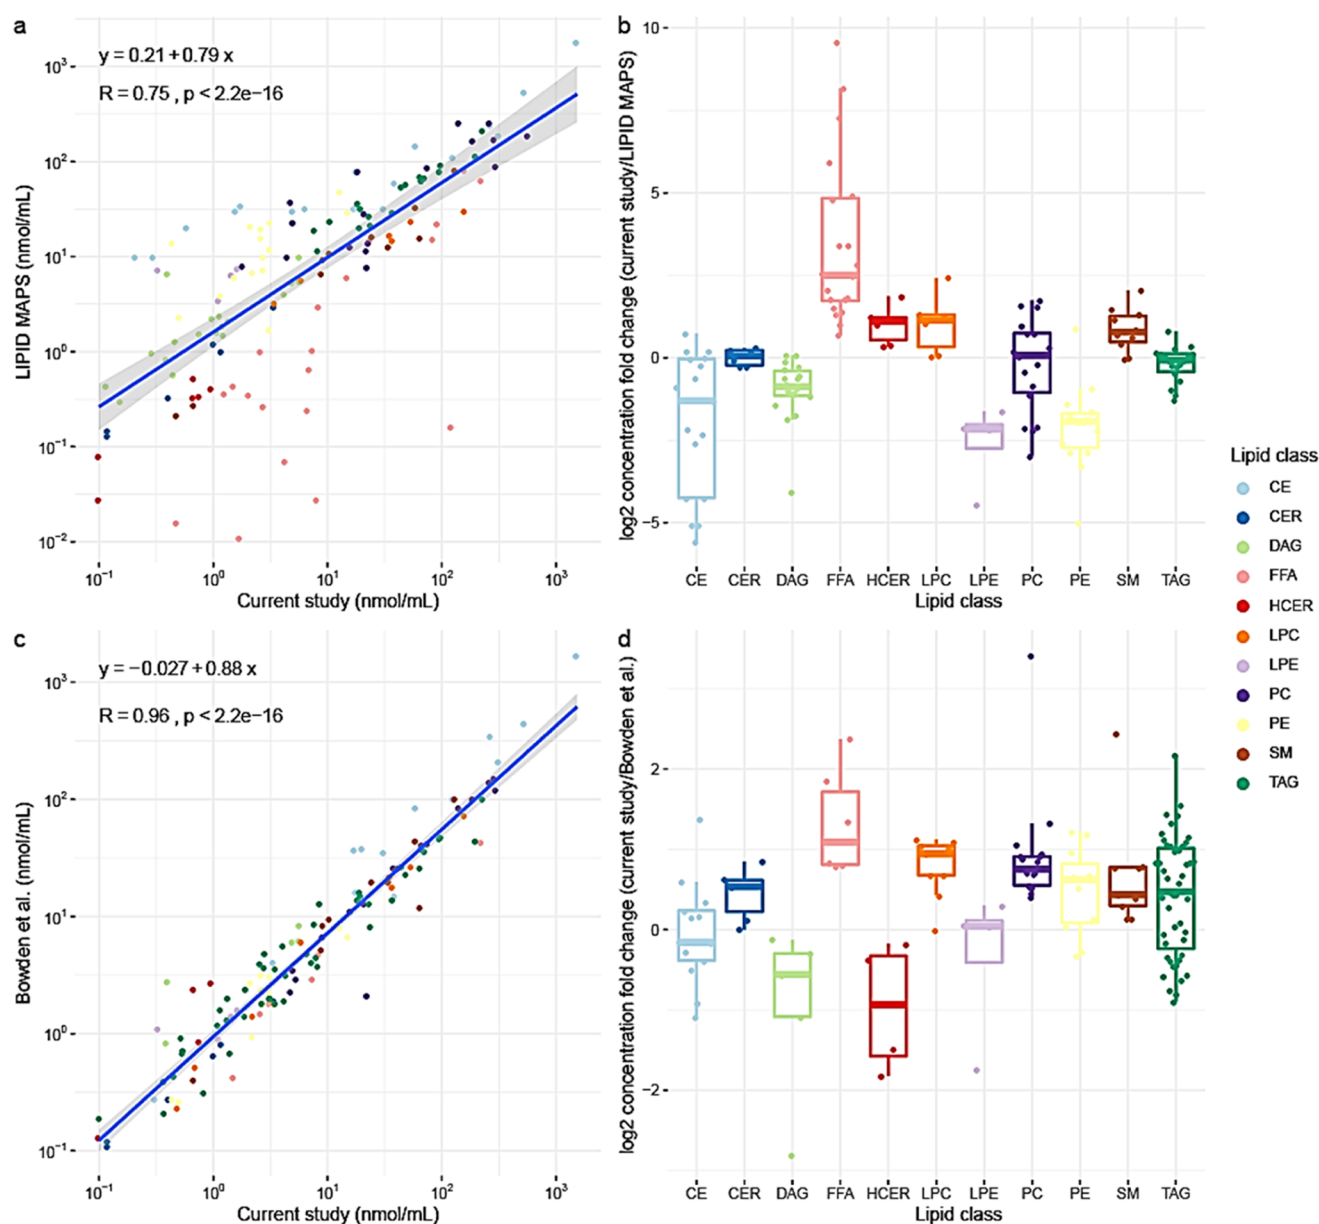 a
y = 0.21 + 0.79 x
R = 0.75 , p < 2.2e−16
LIPID MAPS (nmol/mL)
10³
10²
10¹
10⁰
10⁻¹
10⁻²
10⁻¹ 10⁰ 10¹ 10² 10³
Current study (nmol/mL)
b
log2 concentration fold change (current study/LIPID MAPS)
10
5
0
−5
CE CER DAG FFA HCER LPC LPE PC PE SM TAG
Lipid class
Lipid class
CE
CER
DAG
FFA
HCER
LPC
LPE
PC
PE
SM
TAG
c
y = −0.027 + 0.88 x
R = 0.96 , p < 2.2e−16
Bowden et al. (nmol/mL)
10³
10²
10¹
10⁰
10⁻¹
10⁻¹ 10⁰ 10¹ 10² 10³
Current study (nmol/mL)
d
log2 concentration fold change (current study/Bowden et al.)
2
0
−2
CE CER DAG FFA HCER LPC LPE PC PE SM TAG
Lipid class